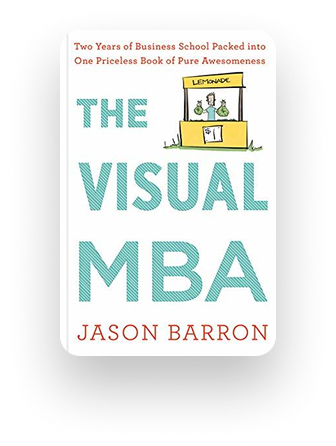 Two Years of Business School Packed into
One Priceless Book of Pure Awesomeness
LEMONADE
THE
VISUAL
MBA
JASON BARRON